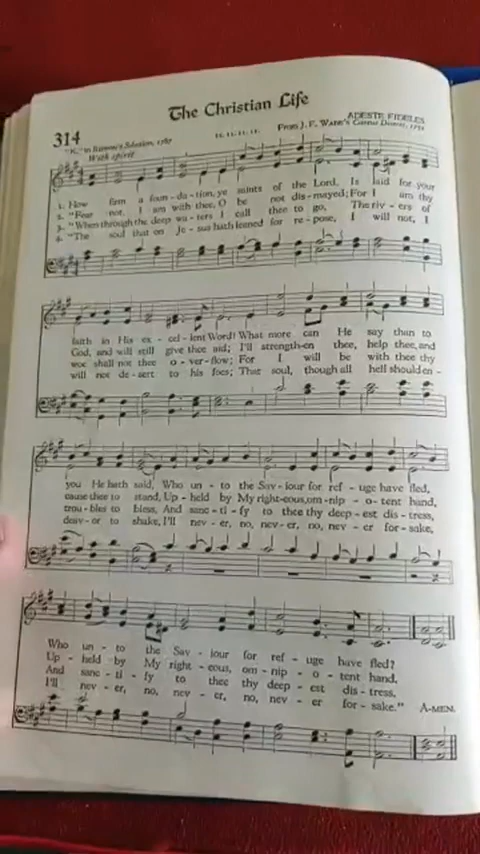 The Christian Life
ADESTE FIDELES
314
"K," in Rippon's Selection, 1787
11. 11. 11. 11.
From J. F. Wade's Cantus Diversi, 1751
With spirit
1. How firm a foun - da - tion, ye saints of the Lord, Is laid for your
2. "Fear not, I am with thee, O be not dis - mayed; For I am thy
3. "When through the deep wa - ters I call thee to go, The riv - ers of
4. "The soul that on Je - sus hath leaned for re - pose, I will not, I
faith in His ex - cel - lent Word! What more can He say than to
God, and will still give thee aid; I'll strength-en thee, help thee, and
woe shall not thee o - ver-flow; For I will be with thee thy
will not de - sert to his foes; That soul, though all hell should en -
you He hath said, Who un - to the Sav - iour for ref - uge have fled,
cause thee to stand, Up - held by My right-eous, om - nip - o - tent hand,
trou - bles to bless, And sanc - ti - fy to thee thy deep - est dis - tress,
deav - or to shake, I'll nev - er, no, nev - er, no, nev - er for - sake,
Who un - to the Sav - iour for ref - uge have fled?
Up - held by My right - eous, om - nip - o - tent hand.
And sanc - ti - fy to thee thy deep - est dis - tress.
I'll nev - er, no, nev - er, no, nev - er for - sake." A-MEN.